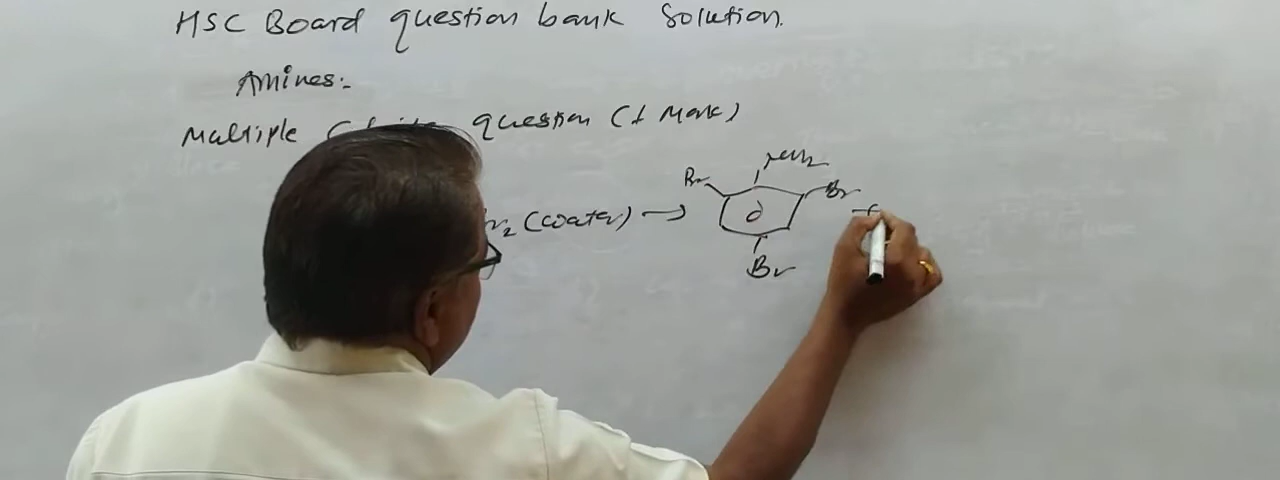 HSC Board question bank solution.
Amines:-
Multiple question (1 Mark)
(water) → Br NH2 Br +
Br